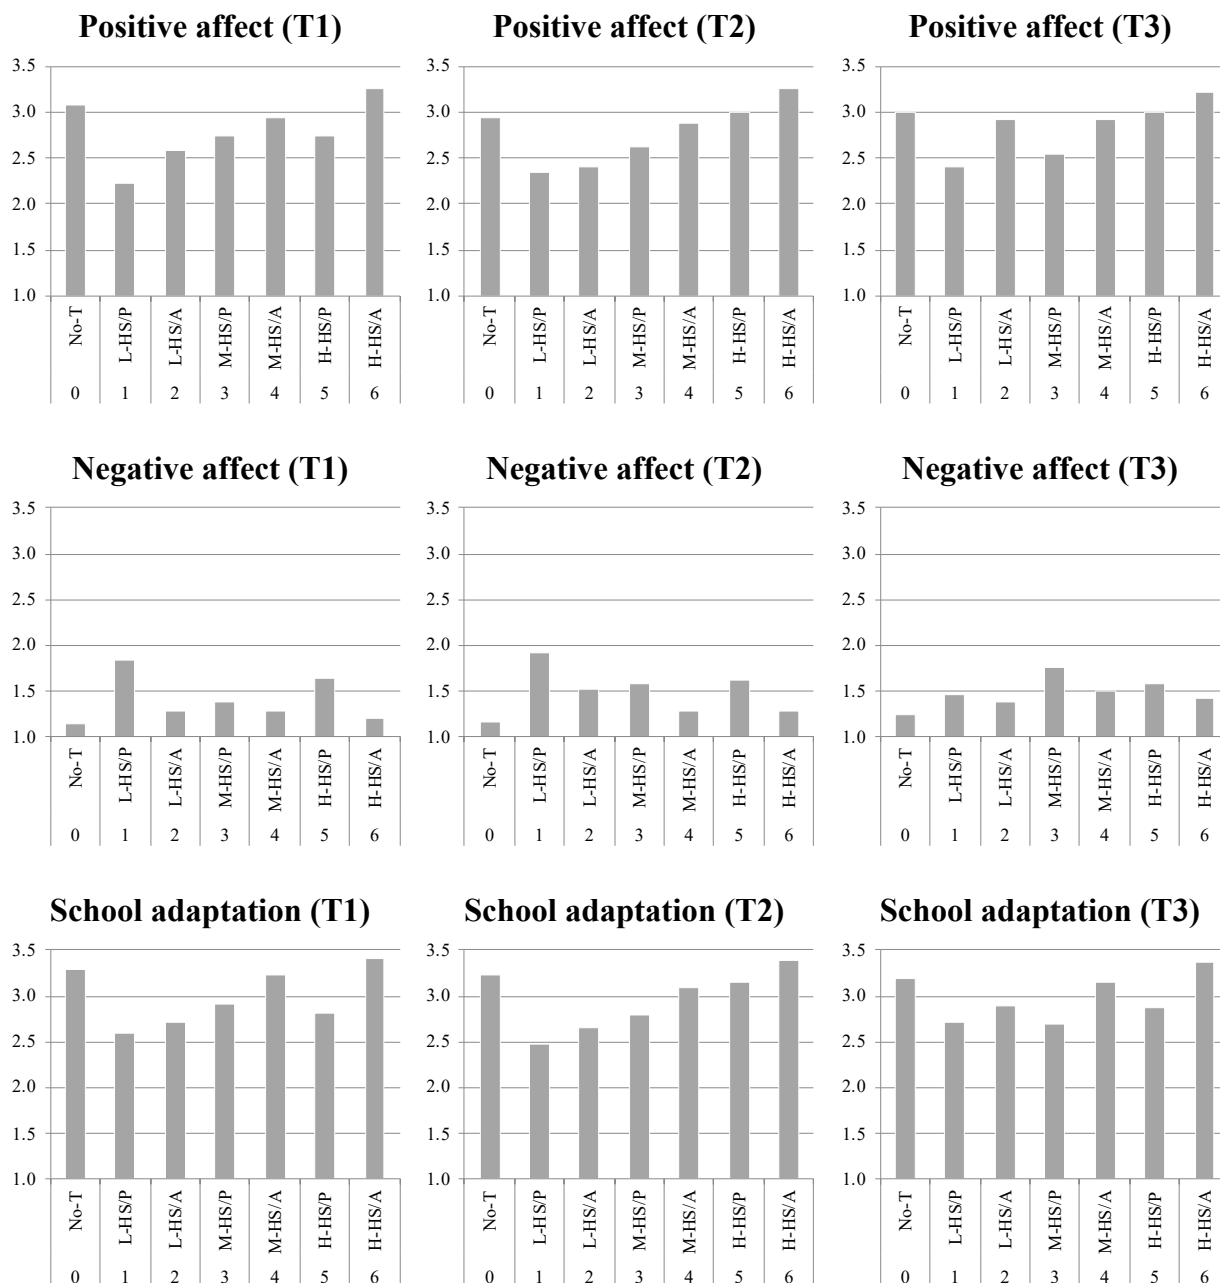 Positive affect (T1) Positive affect (T2) Positive affect (T3)
3.5 3.5 3.5
3.0 3.0 3.0
2.5 2.5 2.5
2.0 2.0 2.0
1.5 1.5 1.5
1.0 1.0 1.0
No-T L-HS/P L-HS/A M-HS/P M-HS/A H-HS/P H-HS/A No-T L-HS/P L-HS/A M-HS/P M-HS/A H-HS/P H-HS/A No-T L-HS/P L-HS/A M-HS/P M-HS/A H-HS/P H-HS/A
0 1 2 3 4 5 6 0 1 2 3 4 5 6 0 1 2 3 4 5 6
Negative affect (T1) Negative affect (T2) Negative affect (T3)
3.5 3.5 3.5
3.0 3.0 3.0
2.5 2.5 2.5
2.0 2.0 2.0
1.5 1.5 1.5
1.0 1.0 1.0
No-T L-HS/P L-HS/A M-HS/P M-HS/A H-HS/P H-HS/A No-T L-HS/P L-HS/A M-HS/P M-HS/A H-HS/P H-HS/A No-T L-HS/P L-HS/A M-HS/P M-HS/A H-HS/P H-HS/A
0 1 2 3 4 5 6 0 1 2 3 4 5 6 0 1 2 3 4 5 6
School adaptation (T1) School adaptation (T2) School adaptation (T3)
3.5 3.5 3.5
3.0 3.0 3.0
2.5 2.5 2.5
2.0 2.0 2.0
1.5 1.5 1.5
1.0 1.0 1.0
No-T L-HS/P L-HS/A M-HS/P M-HS/A H-HS/P H-HS/A No-T L-HS/P L-HS/A M-HS/P M-HS/A H-HS/P H-HS/A No-T L-HS/P L-HS/A M-HS/P M-HS/A H-HS/P H-HS/A
0 1 2 3 4 5 6 0 1 2 3 4 5 6 0 1 2 3 4 5 6